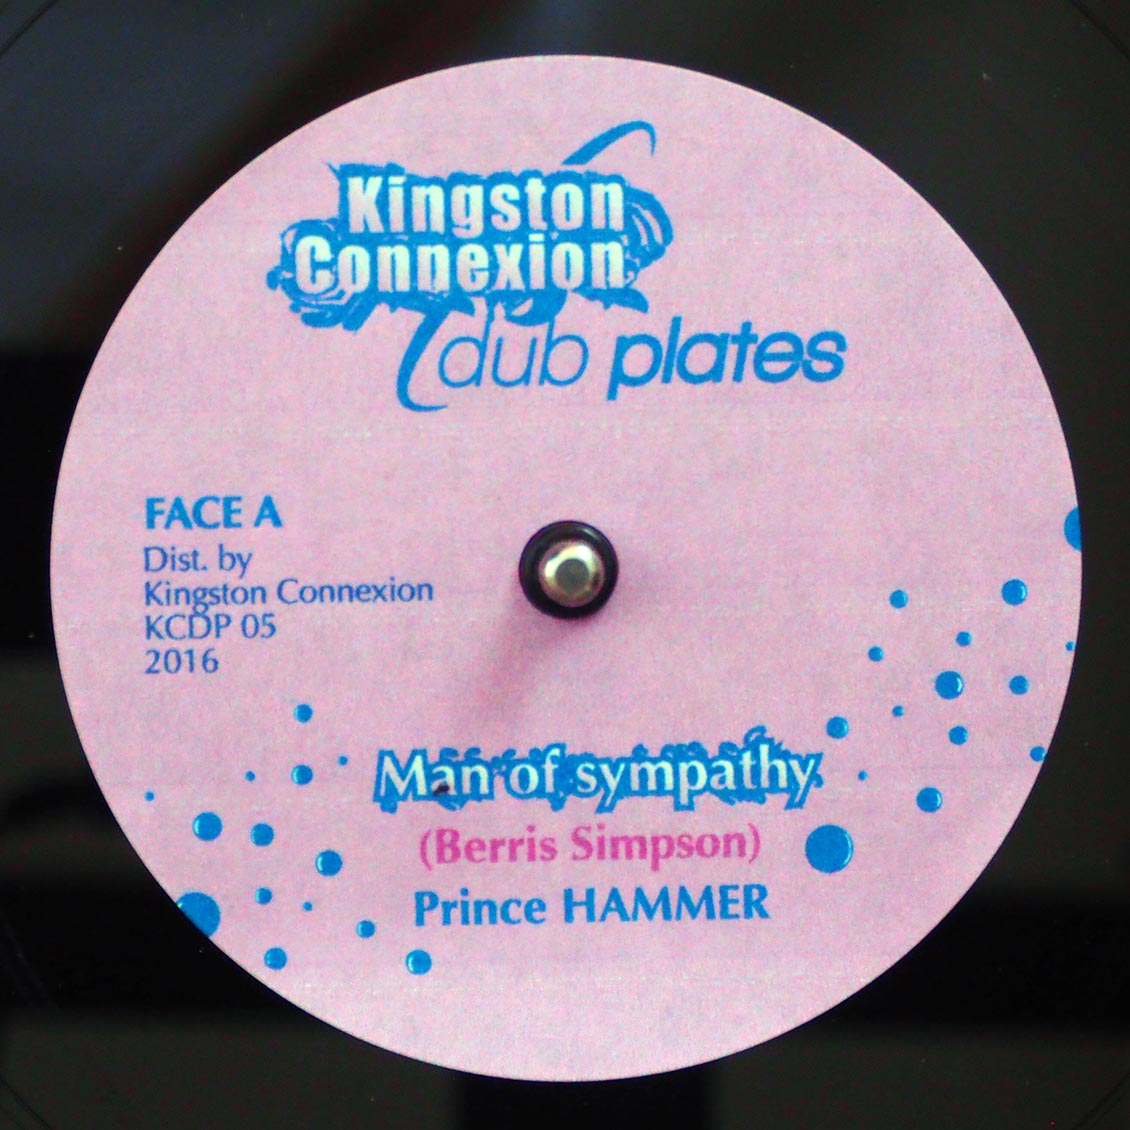 Kingston
Connexion
dub plates
FACE A
Dist. by
Kingston Connexion
KCDP 05
2016
Man of sympathy
(Berris Simpson)
Prince HAMMER